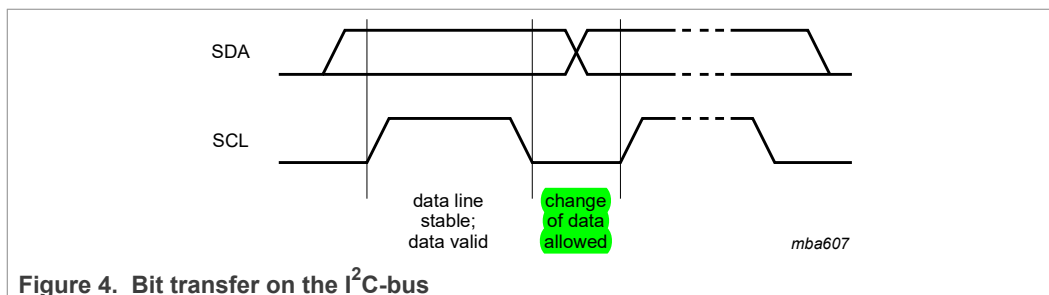 SDA
SCL
data line
stable;
data valid
change
of data
allowed
mba607
Figure 4. Bit transfer on the I²C-bus